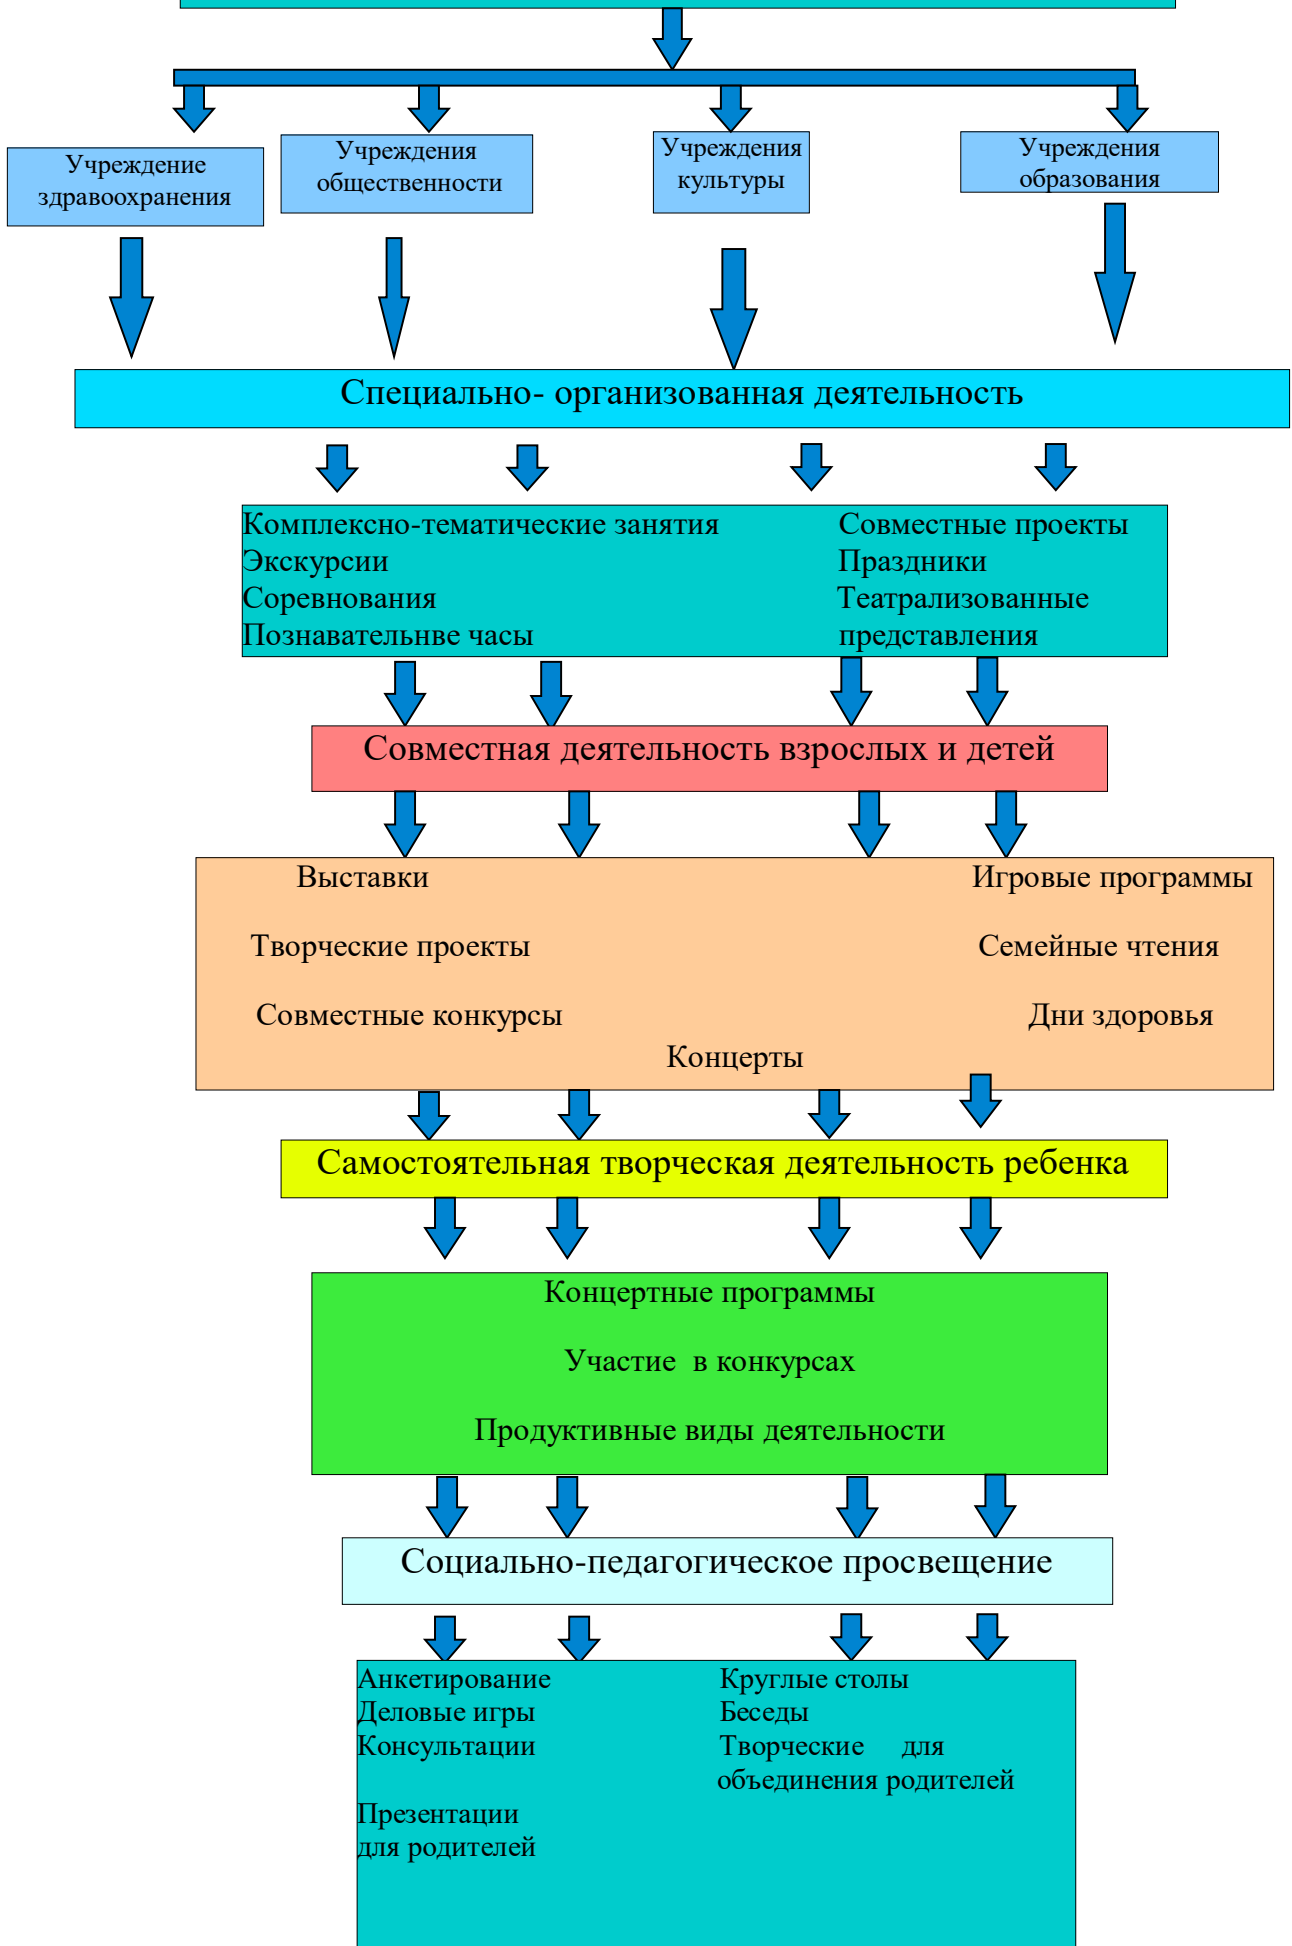 Учреждение
здравоохранения
Учреждения
общественности
Учреждения
культуры
Учреждения
образования
Специально- организованная деятельность
Комплексно-тематические занятия
Экскурсии
Соревнования
Познавательнве часы
Совместные проекты
Праздники
Театрализованные
представления
Совместная деятельность взрослых и детей
Выставки
Игровые программы
Творческие проекты
Семейные чтения
Совместные конкурсы
Дни здоровья
Концерты
Самостоятельная творческая деятельность ребенка
Концертные программы
Участие в конкурсах
Продуктивные виды деятельности
Социально-педагогическое просвещение
Анкетирование
Деловые игры
Консультации
Презентации
для родителей
Круглые столы
Беседы
Творческие для
объединения родителей